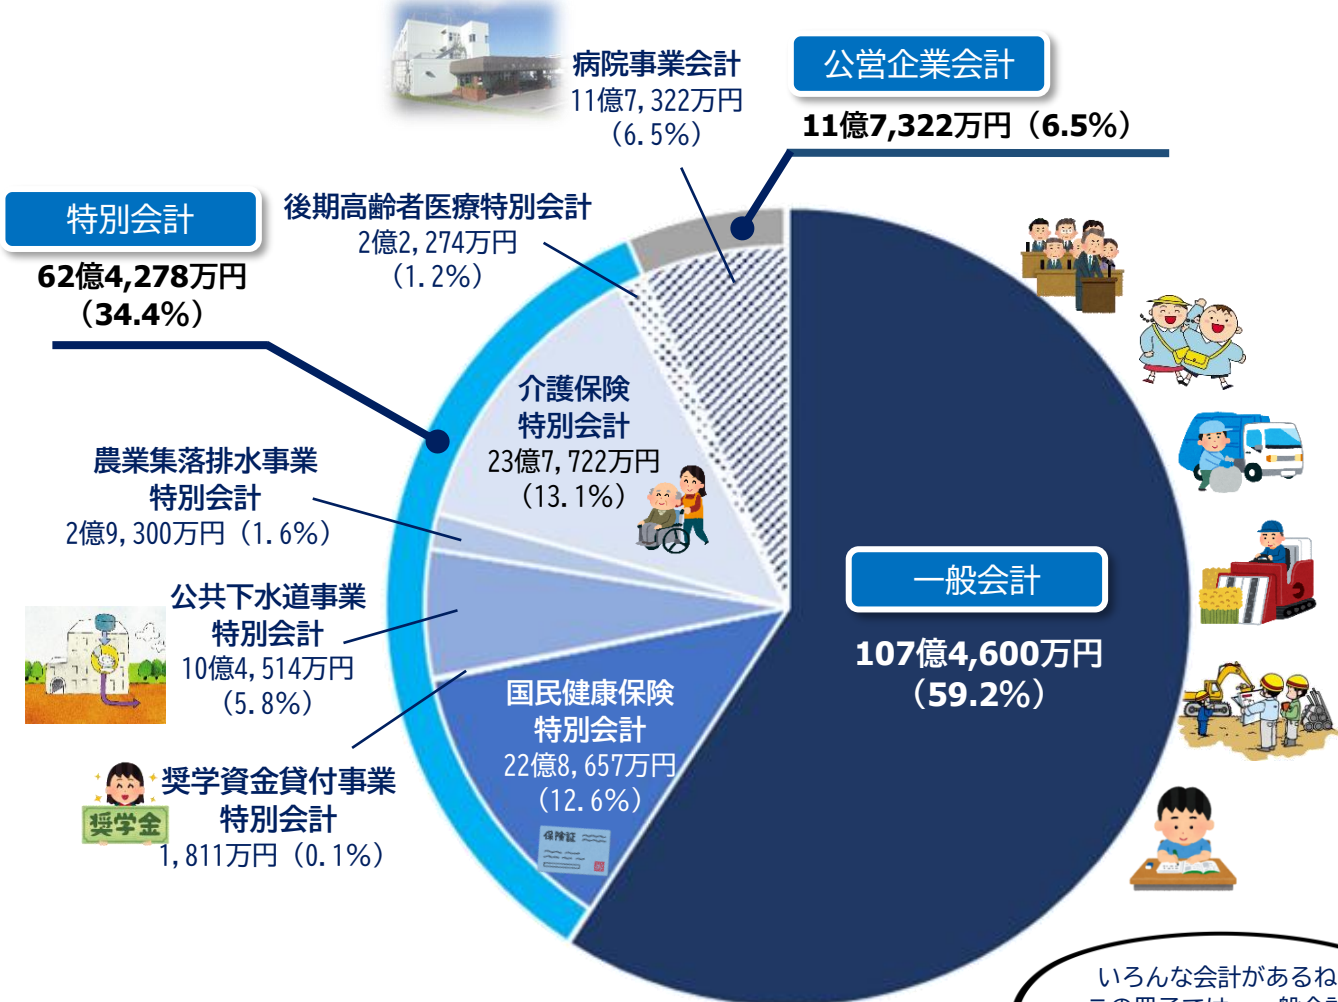 病院事業会計
11億7,322万円
（6.5％）
公営企業会計
11億7,322万円（6.5％）
特別会計
62億4,278万円
（34.4％）
後期高齢者医療特別会計
2億2,274万円
（1.2％）
介護保険
特別会計
23億7,722万円
（13.1％）
農業集落排水事業
特別会計
2億9,300万円（1.6％）
公共下水道事業
特別会計
10億4,514万円
（5.8％）
奨学資金貸付事業
特別会計
1,811万円（0.1％）
奨学金
国民健康保険
特別会計
22億8,657万円
（12.6％）
保険証
一般会計
107億4,600万円
（59.2％）
いろんな会計があるね